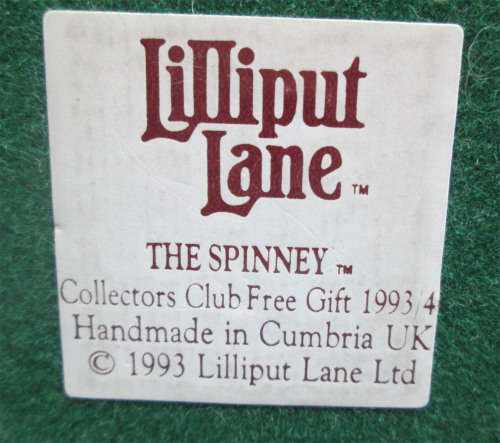 Lilliput
Lane™
THE SPINNEY™
Collectors Club Free Gift 1993/4
Handmade in Cumbria UK
© 1993 Lilliput Lane Ltd